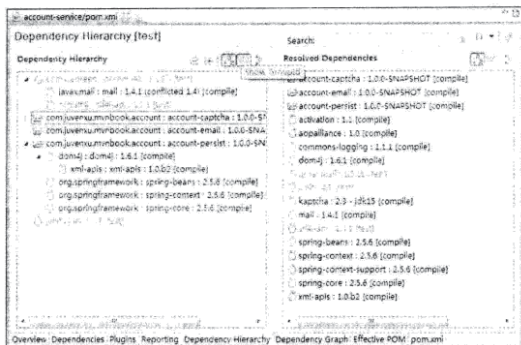 account-service/pom.xml
Dependency Hierarchy [test]
Search:
Dependency Hierarchy
Resolved Dependencies
javax.mail : mail : 1.4.1 (conflicted 1.4) [compile]
com.juvenxu.mvnbook.account : account-captcha : 1.0.0-SN
com.juvenxu.mvnbook.account : account-email : 1.0.0-SNA
com.juvenxu.mvnbook.account : account-persist : 1.0.0-SN
dom4j : dom4j : 1.6.1 [compile]
xml-apis : xml-apis : 1.0.b2 [compile]
org.springframework : spring-beans : 2.5.6 [compile]
org.springframework : spring-context : 2.5.6 [compile]
org.springframework : spring-core : 2.5.6 [compile]
account-captcha : 1.0.0-SNAPSHOT [compile]
account-email : 1.0.0-SNAPSHOT [compile]
account-persist : 1.0.0-SNAPSHOT [compile]
activation : 1.1 [compile]
aopalliance : 1.0 [compile]
commons-logging : 1.1.1 [compile]
dom4j : 1.6.1 [compile]
kaptcha : 2.3 - jdk15 [compile]
mail : 1.4.1 [compile]
spring-beans : 2.5.6 [compile]
spring-context : 2.5.6 [compile]
spring-context-support : 2.5.6 [compile]
spring-core : 2.5.6 [compile]
xml-apis : 1.0.b2 [compile]
Overview Dependencies Plugins Reporting Dependency Hierarchy Dependency Graph Effective POM pom.xml